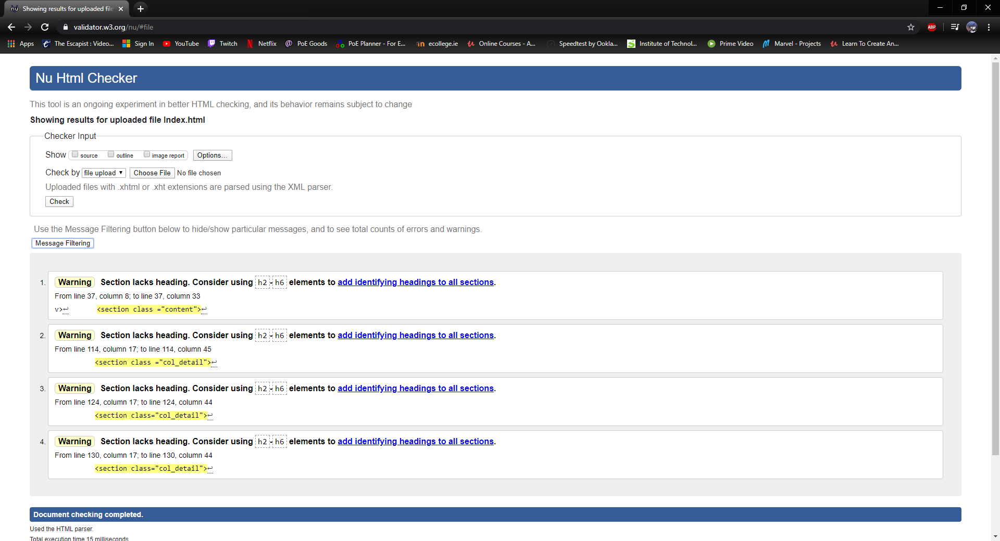 Showing results for uploaded file
validator.w3.org/nu/#file
ABP
Apps The Escapist : Video... Sign In YouTube Twitch Netflix PoE Goods PoE Planner - For E... ecollege.ie Online Courses - A... Speedtest by Ookla... Institute of Technol... Prime Video Marvel - Projects Learn To Create An...
Nu Html Checker
This tool is an ongoing experiment in better HTML checking, and its behavior remains subject to change
Showing results for uploaded file Index.html
Checker Input
Show source outline image report Options...
Check by file upload Choose File No file chosen
Uploaded files with .xhtml or .xht extensions are parsed using the XML parser.
Check
Use the Message Filtering button below to hide/show particular messages, and to see total counts of errors and warnings.
Message Filtering
1. Warning Section lacks heading. Consider using h2-h6 elements to add identifying headings to all sections.
From line 37, column 8; to line 37, column 33
v>↩ <section class ="content">↩
2. Warning Section lacks heading. Consider using h2-h6 elements to add identifying headings to all sections.
From line 114, column 17; to line 114, column 45
<section class ="col_detail">↩
3. Warning Section lacks heading. Consider using h2-h6 elements to add identifying headings to all sections.
From line 124, column 17; to line 124, column 44
<section class="col_detail">↩
4. Warning Section lacks heading. Consider using h2-h6 elements to add identifying headings to all sections.
From line 130, column 17; to line 130, column 44
<section class="col_detail">↩
Document checking completed.
Used the HTML parser.
Total execution time 15 milliseconds